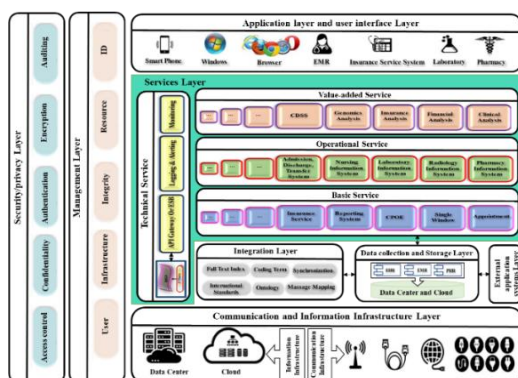 Application layer and user interface Layer
Smart Phone
Windows
Browser
EMR
Insurance Service System
Laboratory
Pharmacy
Security/privacy Layer
Auditing
Encryption
Authentication
Confidentiality
Access control
Management Layer
ID
Resource
Integrity
Infrastructure
User
Services Layer
Technical Service
Monitoring
Logging & Alerting
API Gateway/Or ESB
Value-added Service
...
CDSS
Genomics Analysis
Insurance Analysis
Financial Analysis
Clinical Analysis
Operational Service
...
Admission, Discharge, Transfer System
Nursing Information System
Laboratory Information System
Radiology Information System
Pharmacy Information System
Basic Service
...
Insurance Service
Reporting System
CPOE
Single Window
Appointment
Integration Layer
Full Text Index
Coding Term
Synchronization
International Standards
Ontology
Massage Mapping
Data collection and Storage Layer
Data Center and Cloud
External application systems Layer
Communication and Information Infrastructure Layer
Data Center
Cloud
Information Infrastructure
Communication Infrastructure